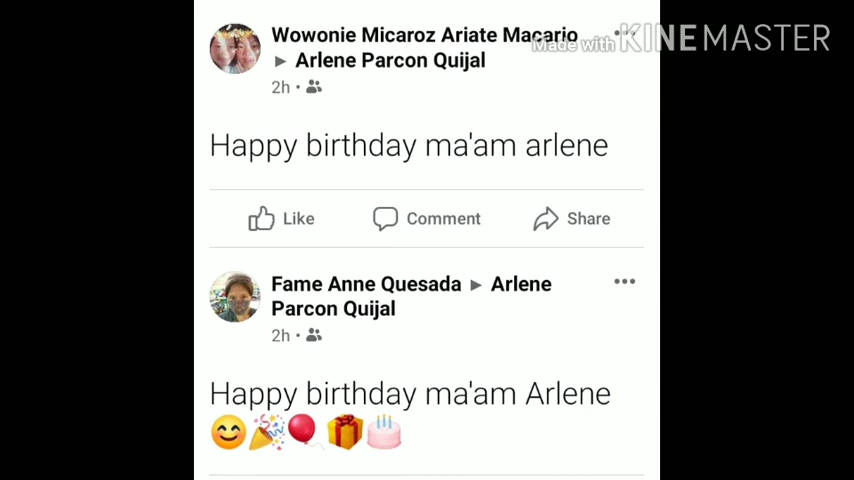 Wowonie Micaroz Ariate Macario
▸ Arlene Parcon Quijal
2h •
Made with KINEMASTER
Happy birthday ma'am arlene
Like Comment Share
Fame Anne Quesada ▸ Arlene
Parcon Quijal
2h •
Happy birthday ma'am Arlene
😊🎉🎈🎁🎂